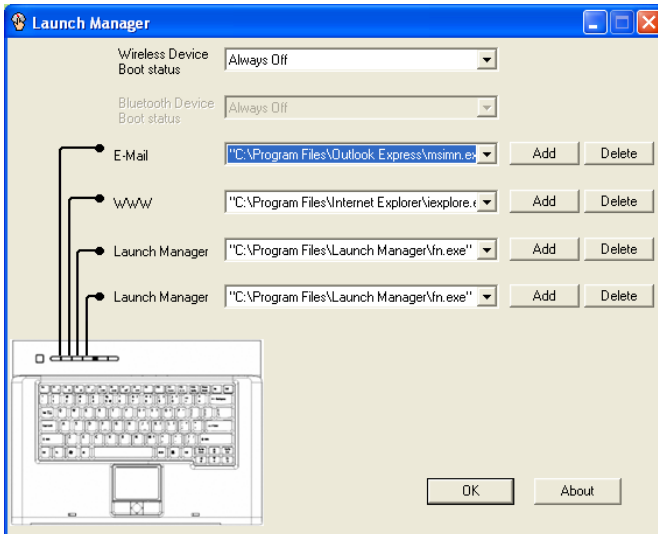 Launch Manager
Wireless Device
Boot status
Always Off
Bluetooth Device
Boot status
Always Off
E-Mail
"C:\Program Files\Outlook Express\msimn.ex
Add
Delete
WWW
"C:\Program Files\Internet Explorer\iexplore.e
Add
Delete
Launch Manager
"C:\Program Files\Launch Manager\fn.exe"
Add
Delete
Launch Manager
"C:\Program Files\Launch Manager\fn.exe"
Add
Delete
OK
About